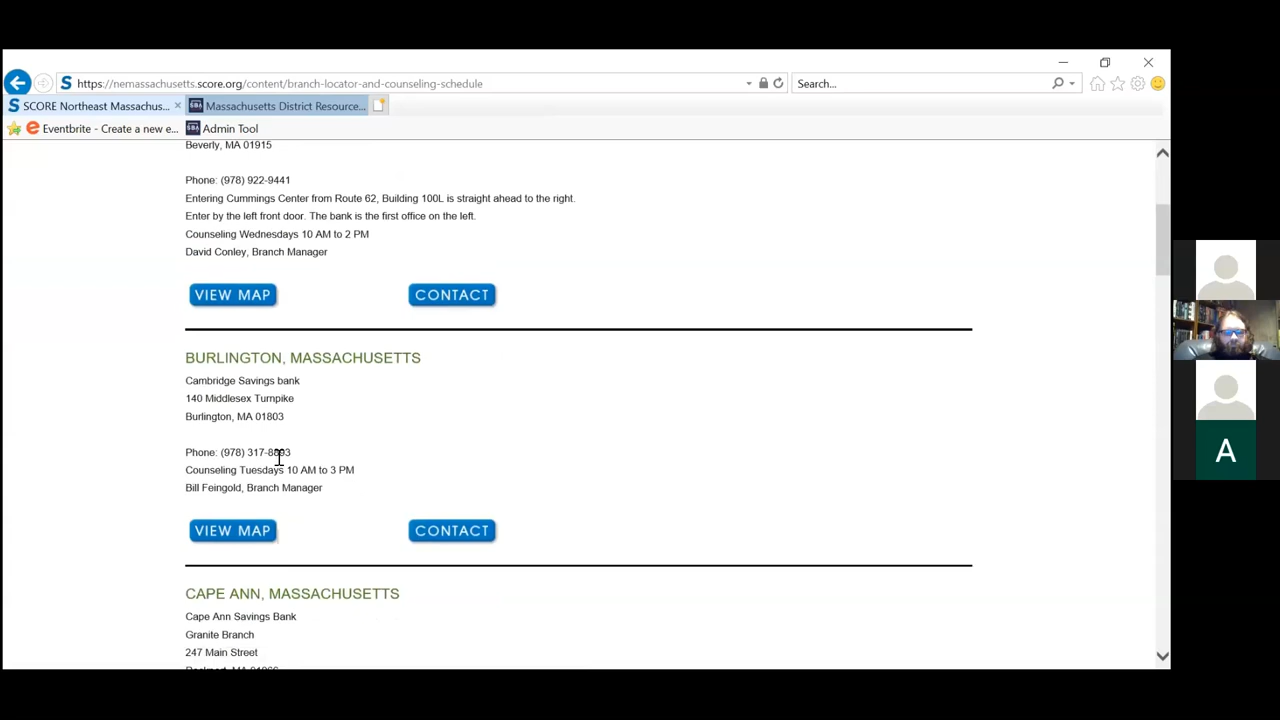 https://nemassachusetts.score.org/content/branch-locator-and-counseling-schedule
Search...
SCORE Northeast Massachus...
Massachusetts District Resource...
Eventbrite - Create a new e...
Admin Tool
Beverly, MA 01915
Phone: (978) 922-9441
Entering Cummings Center from Route 62, Building 100L is straight ahead to the right.
Enter by the left front door. The bank is the first office on the left.
Counseling Wednesdays 10 AM to 2 PM
David Conley, Branch Manager
VIEW MAP
CONTACT
BURLINGTON, MASSACHUSETTS
Cambridge Savings bank
140 Middlesex Turnpike
Burlington, MA 01803
Phone: (978)
Counseling Tuesdays 10 AM to 3 PM
Bill Feingold, Branch Manager
VIEW MAP
CONTACT
CAPE ANN, MASSACHUSETTS
Cape Ann Savings Bank
Granite Branch
247 Main Street
A